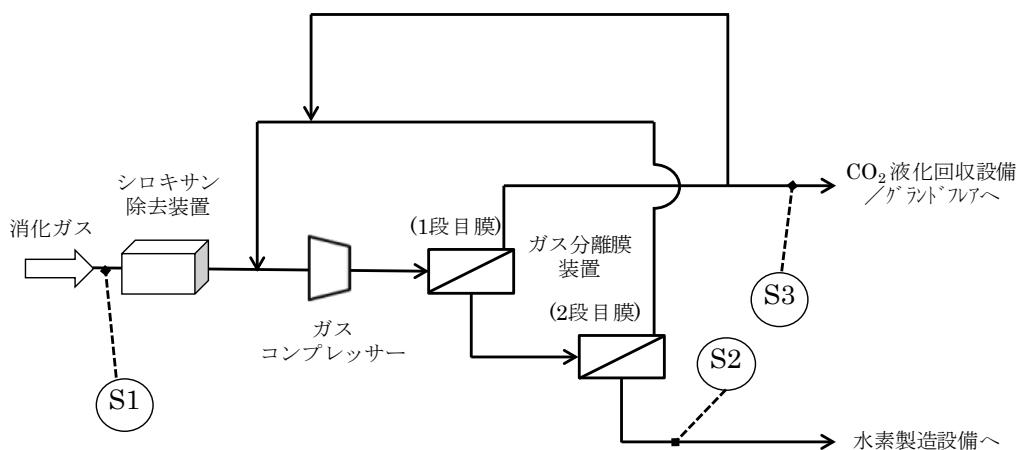 CO₂液化回収設備
/グランドフレアへ
シロキサン
除去装置
消化ガス
(1段目膜)
ガス分離膜
装置
S3
(2段目膜)
ガス
コンプレッサー
S2
S1
水素製造設備へ